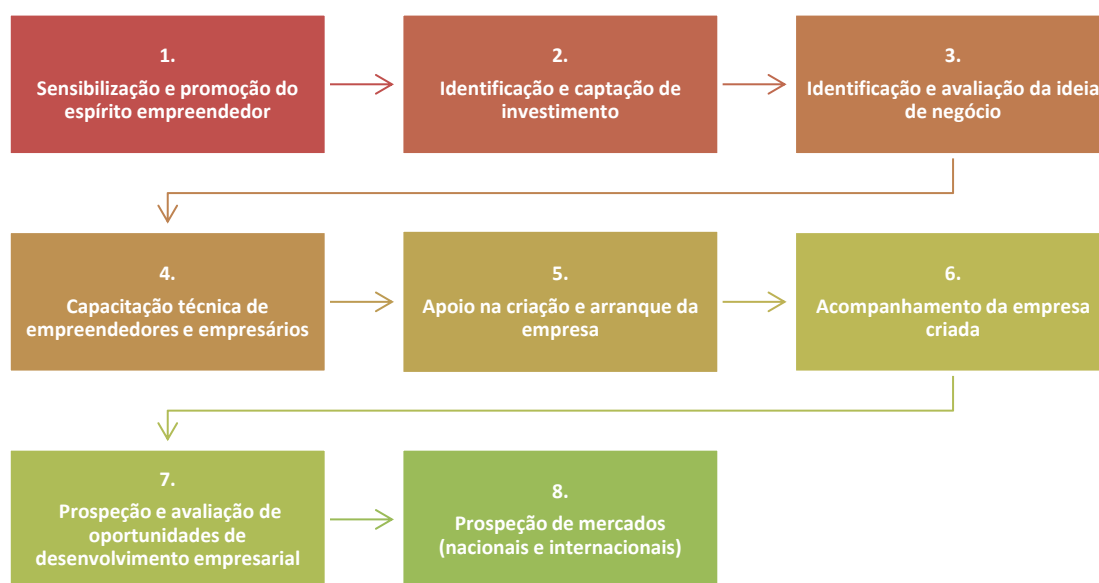 1.
Sensibilização e promoção do
espírito empreendedor
2.
Identificação e captação de
investimento
3.
Identificação e avaliação da ideia
de negócio
4.
Capacitação técnica de
empreendedores e empresários
5.
Apoio na criação e arranque da
empresa
6.
Acompanhamento da empresa
criada
7.
Prospeção e avaliação de
oportunidades de
desenvolvimento empresarial
8.
Prospeção de mercados
(nacionais e internacionais)